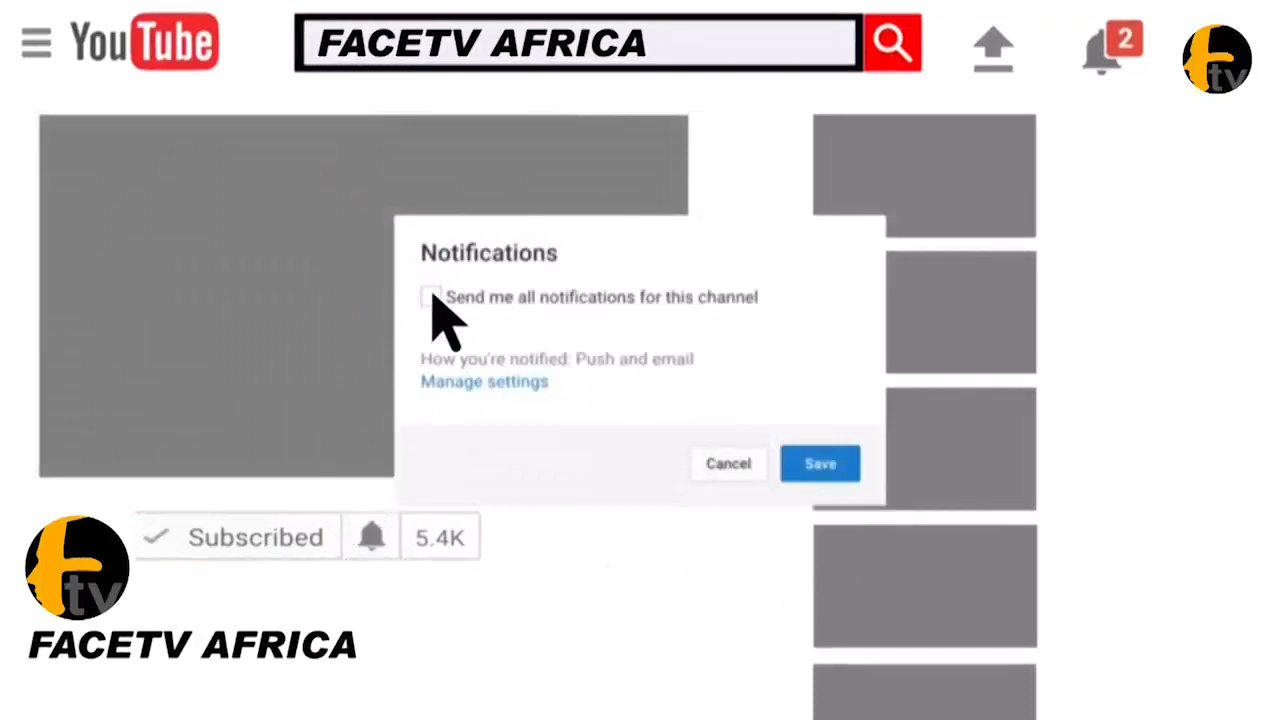 YouTube
FACETV AFRICA
2
tv
Notifications
Send me all notifications for this channel
How you're notified: Push and email
Manage settings
Cancel
Save
Subscribed
5.4K
tv
FACETV AFRICA